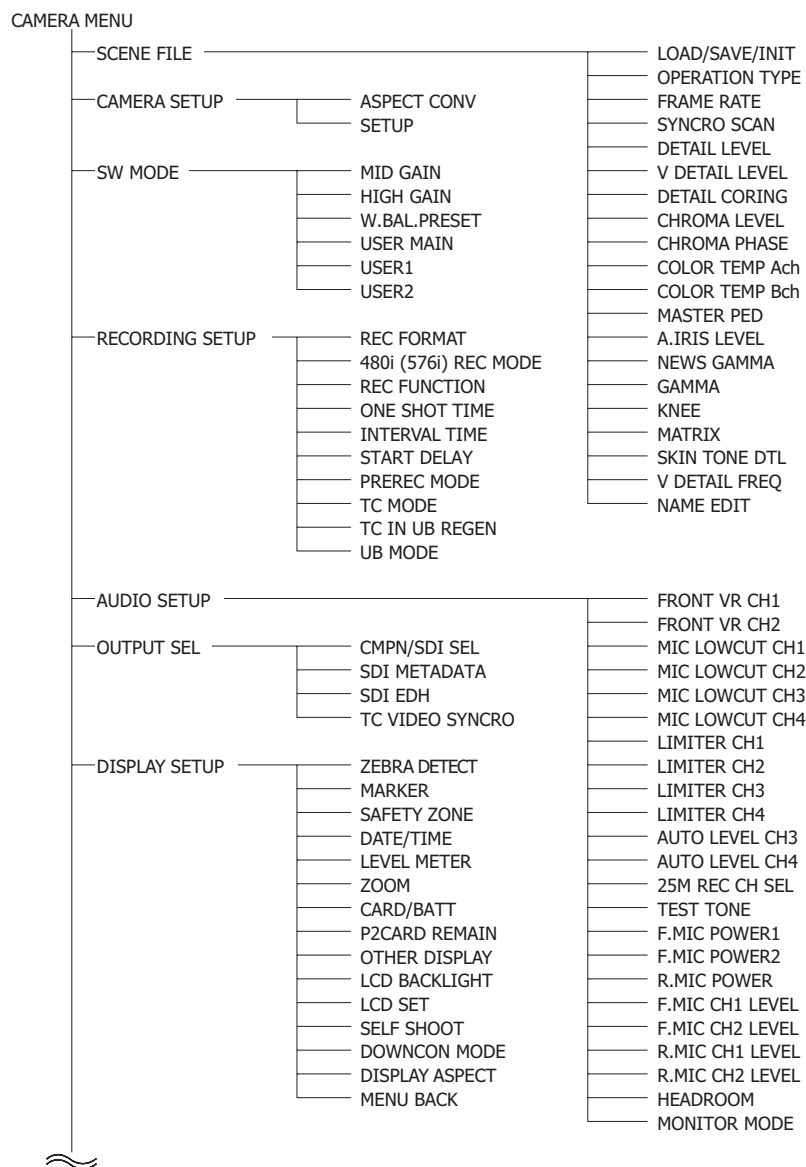 CAMERA MENU
SCENE FILE
LOAD/SAVE/INIT
OPERATION TYPE
FRAME RATE
SYNCRO SCAN
DETAIL LEVEL
V DETAIL LEVEL
DETAIL CORING
CHROMA LEVEL
CHROMA PHASE
COLOR TEMP Ach
COLOR TEMP Bch
MASTER PED
A.IRIS LEVEL
NEWS GAMMA
GAMMA
KNEE
MATRIX
SKIN TONE DTL
V DETAIL FREQ
NAME EDIT
CAMERA SETUP
ASPECT CONV
SETUP
SW MODE
MID GAIN
HIGH GAIN
W.BAL.PRESET
USER MAIN
USER1
USER2
RECORDING SETUP
REC FORMAT
480i (576i) REC MODE
REC FUNCTION
ONE SHOT TIME
INTERVAL TIME
START DELAY
PREREC MODE
TC MODE
TC IN UB REGEN
UB MODE
AUDIO SETUP
FRONT VR CH1
FRONT VR CH2
MIC LOWCUT CH1
MIC LOWCUT CH2
MIC LOWCUT CH3
MIC LOWCUT CH4
LIMITER CH1
LIMITER CH2
LIMITER CH3
LIMITER CH4
AUTO LEVEL CH3
AUTO LEVEL CH4
25M REC CH SEL
TEST TONE
F.MIC POWER1
F.MIC POWER2
R.MIC POWER
F.MIC CH1 LEVEL
F.MIC CH2 LEVEL
R.MIC CH1 LEVEL
R.MIC CH2 LEVEL
HEADROOM
MONITOR MODE
OUTPUT SEL
CMPN/SDI SEL
SDI METADATA
SDI EDH
TC VIDEO SYNCRO
DISPLAY SETUP
ZEBRA DETECT
MARKER
SAFETY ZONE
DATE/TIME
LEVEL METER
ZOOM
CARD/BATT
P2CARD REMAIN
OTHER DISPLAY
LCD BACKLIGHT
LCD SET
SELF SHOOT
DOWNCON MODE
DISPLAY ASPECT
MENU BACK